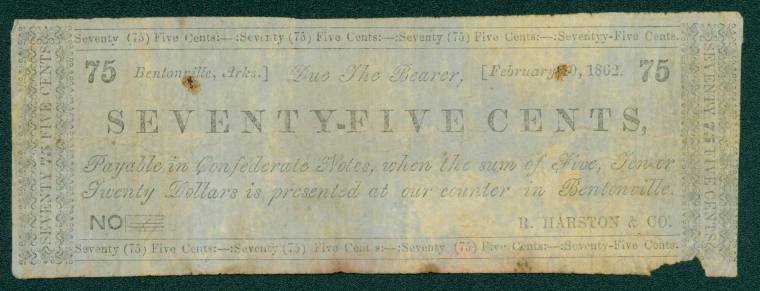 Seventy (75) Five Cents:—:Seventy (75) Five Cents:—:Seventy (75) Five Cents:—:Seventyy-Five Cents.
SEVENTY 75 FIVE CENTS
75 Bentonville, Arks.] Due The Bearer, [February 0, 1862. 75
SEVENTY-FIVE CENTS,
Payable in Confederate Notes, when the sum of Five, Ten or
Twenty Dollars is presented at our counter in Bentonville.
NO
R. HARSTON & CO.
Seventy (75) Five Cents:—:Seventy (75) Five Cents:—:Seventy (75) Five Cents:—:Seventy-Five Cents.
SEVENTY 75 FIVE CENTS